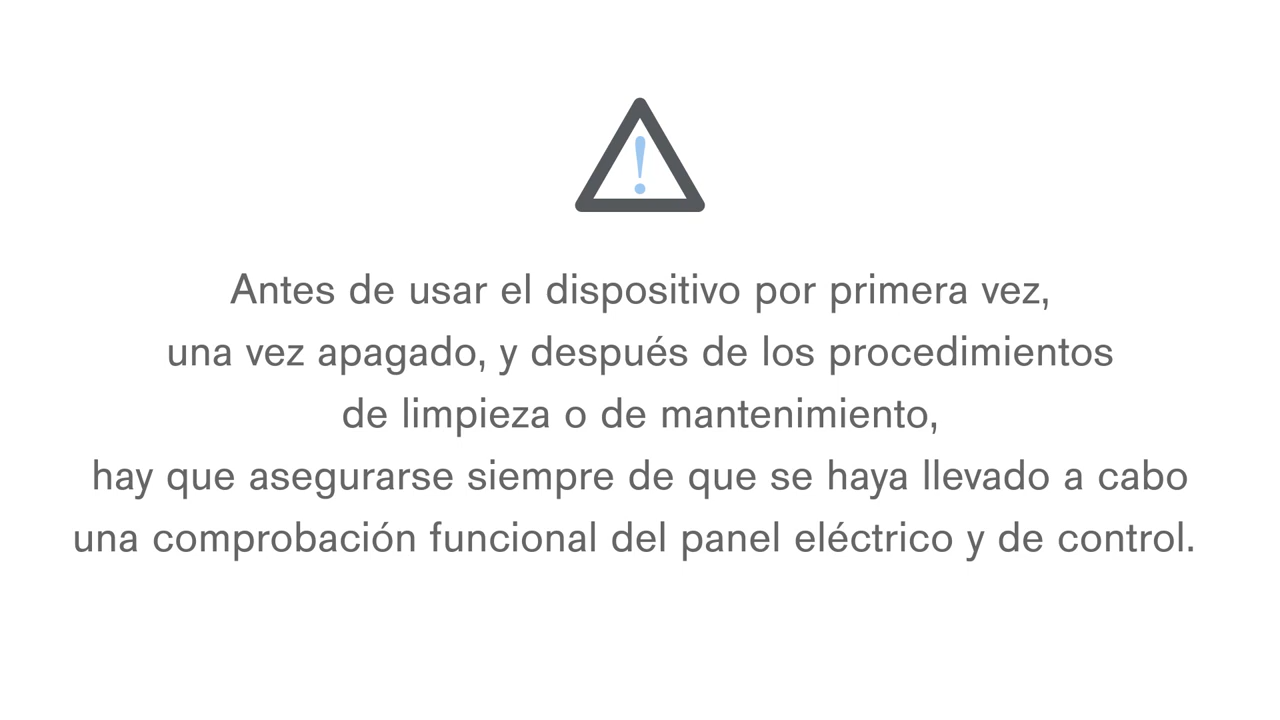 Antes de usar el dispositivo por primera vez,
una vez apagado, y después de los procedimientos
de limpieza o de mantenimiento,
hay que asegurarse siempre de que se haya llevado a cabo
una comprobación funcional del panel eléctrico y de control.